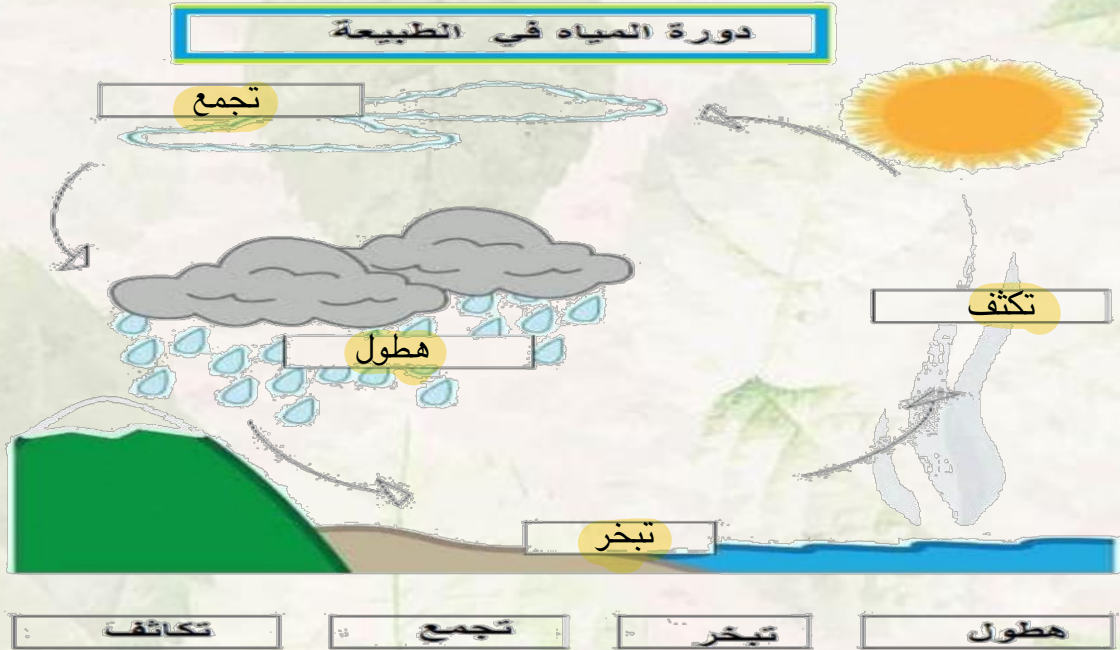 دورة المياه في الطبيعة
تجمع
تكثف
هطول
تبخر
هطول
تبخر
تجمع
تكاثف